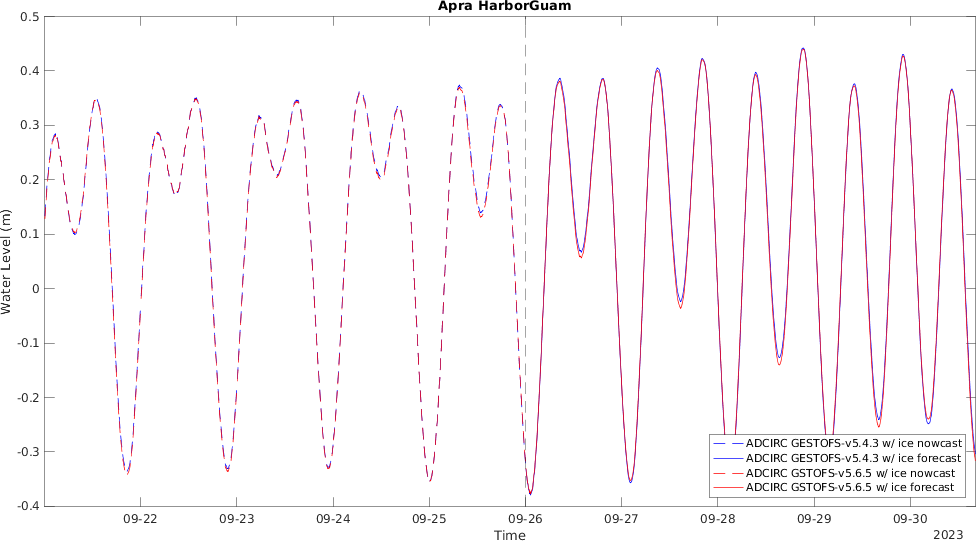 Apra HarborGuam
0.5
0.4
0.3
0.2
0.1
0
-0.1
-0.2
-0.3
-0.4
Water Level (m)
ADCIRC GESTOFS-v5.4.3 w/ ice nowcast
ADCIRC GESTOFS-v5.4.3 w/ ice forecast
ADCIRC GSTOFS-v5.6.5 w/ ice nowcast
ADCIRC GSTOFS-v5.6.5 w/ ice forecast
09-22 09-23 09-24 09-25 09-26 09-27 09-28 09-29 09-30
Time
2023